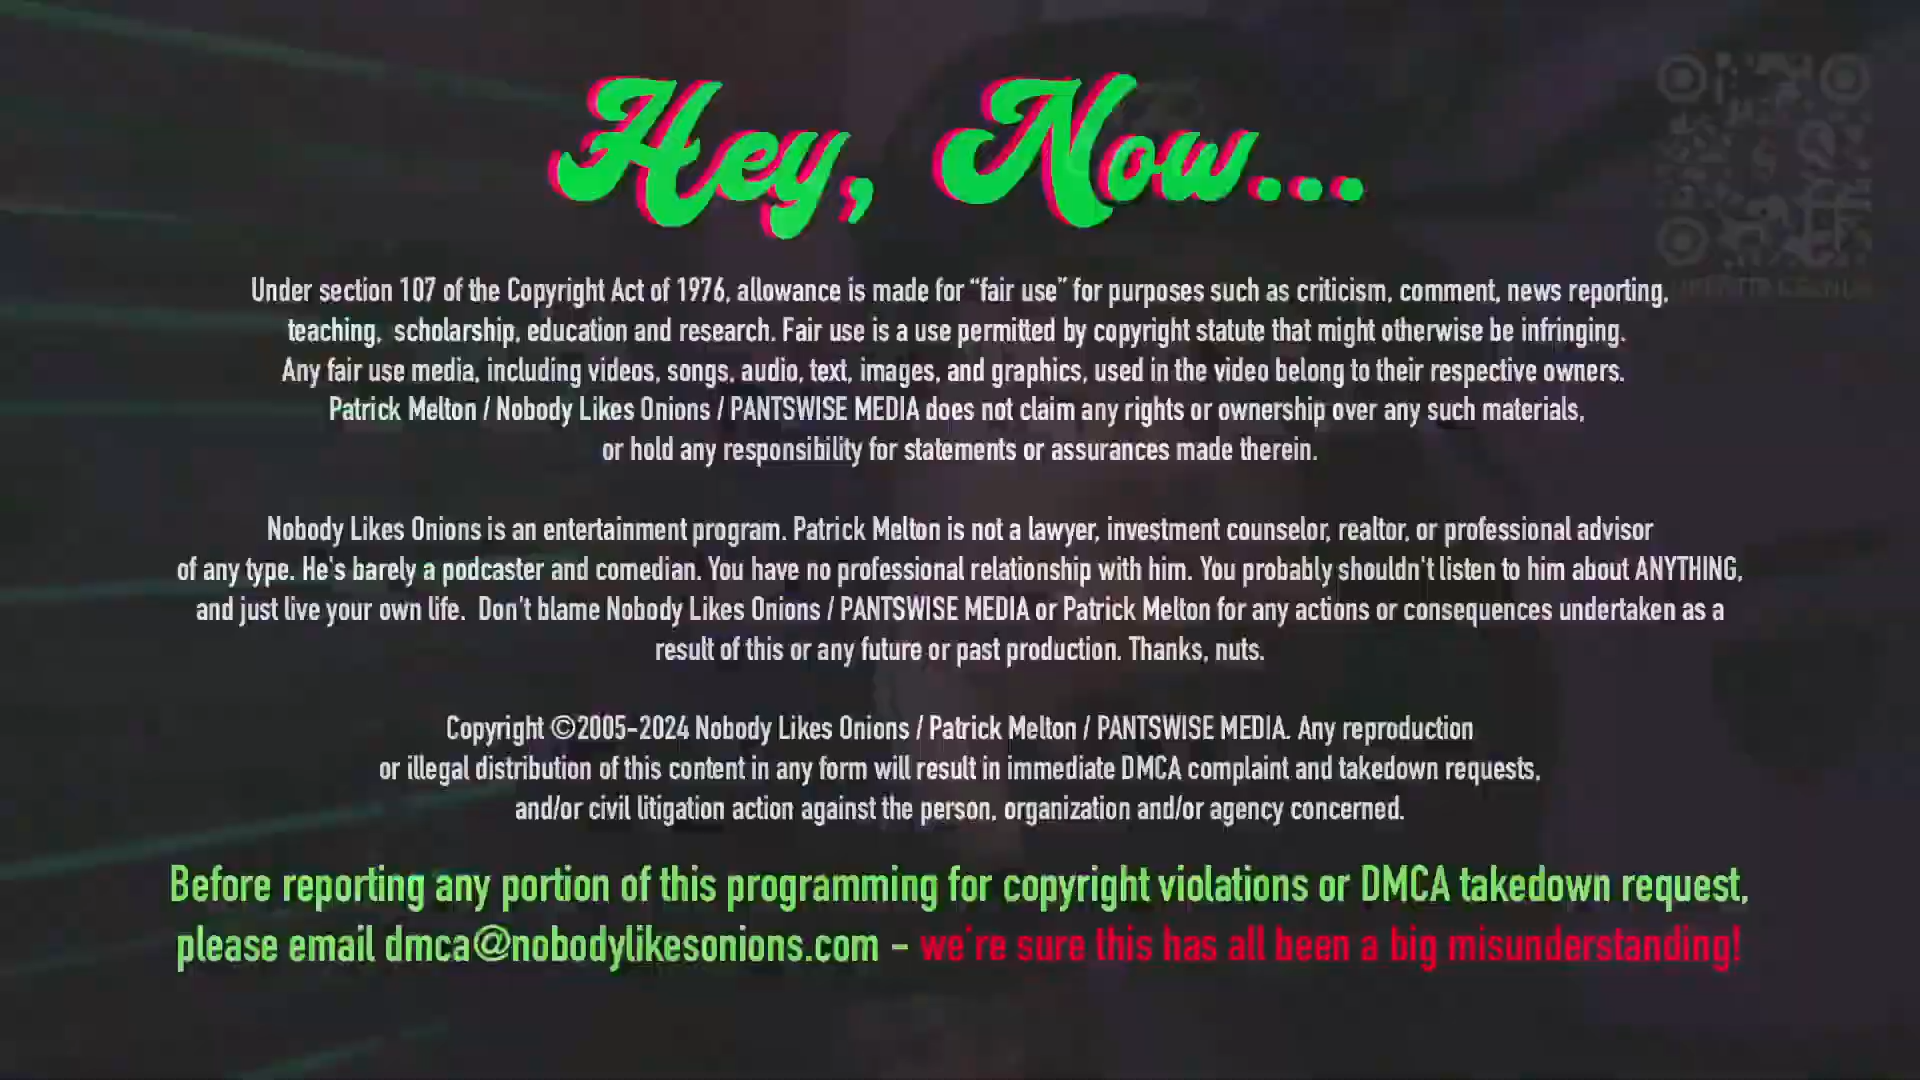 Hey, Now...
Under section 107 of the Copyright Act of 1976, allowance is made for “fair use” for purposes such as criticism, comment, news reporting,
teaching, scholarship, education and research. Fair use is a use permitted by copyright statute that might otherwise be infringing.
Any fair use media, including videos, songs, audio, text, images, and graphics, used in the video belong to their respective owners.
Patrick Melton / Nobody Likes Onions / PANTSWISE MEDIA does not claim any rights or ownership over any such materials,
or hold any responsibility for statements or assurances made therein.
Nobody Likes Onions is an entertainment program. Patrick Melton is not a lawyer, investment counselor, realtor, or professional advisor
of any type. He's barely a podcaster and comedian. You have no professional relationship with him. You probably shouldn't listen to him about ANYTHING,
and just live your own life. Don't blame Nobody Likes Onions / PANTSWISE MEDIA or Patrick Melton for any actions or consequences undertaken as a
result of this or any future or past production. Thanks, nuts.
Copyright ©2005-2024 Nobody Likes Onions / Patrick Melton / PANTSWISE MEDIA. Any reproduction
or illegal distribution of this content in any form will result in immediate DMCA complaint and takedown requests,
and/or civil litigation action against the person, organization and/or agency concerned.
Before reporting any portion of this programming for copyright violations or DMCA takedown request,
please email dmca@nobodylikesonions.com - we're sure this has all been a big misunderstanding!